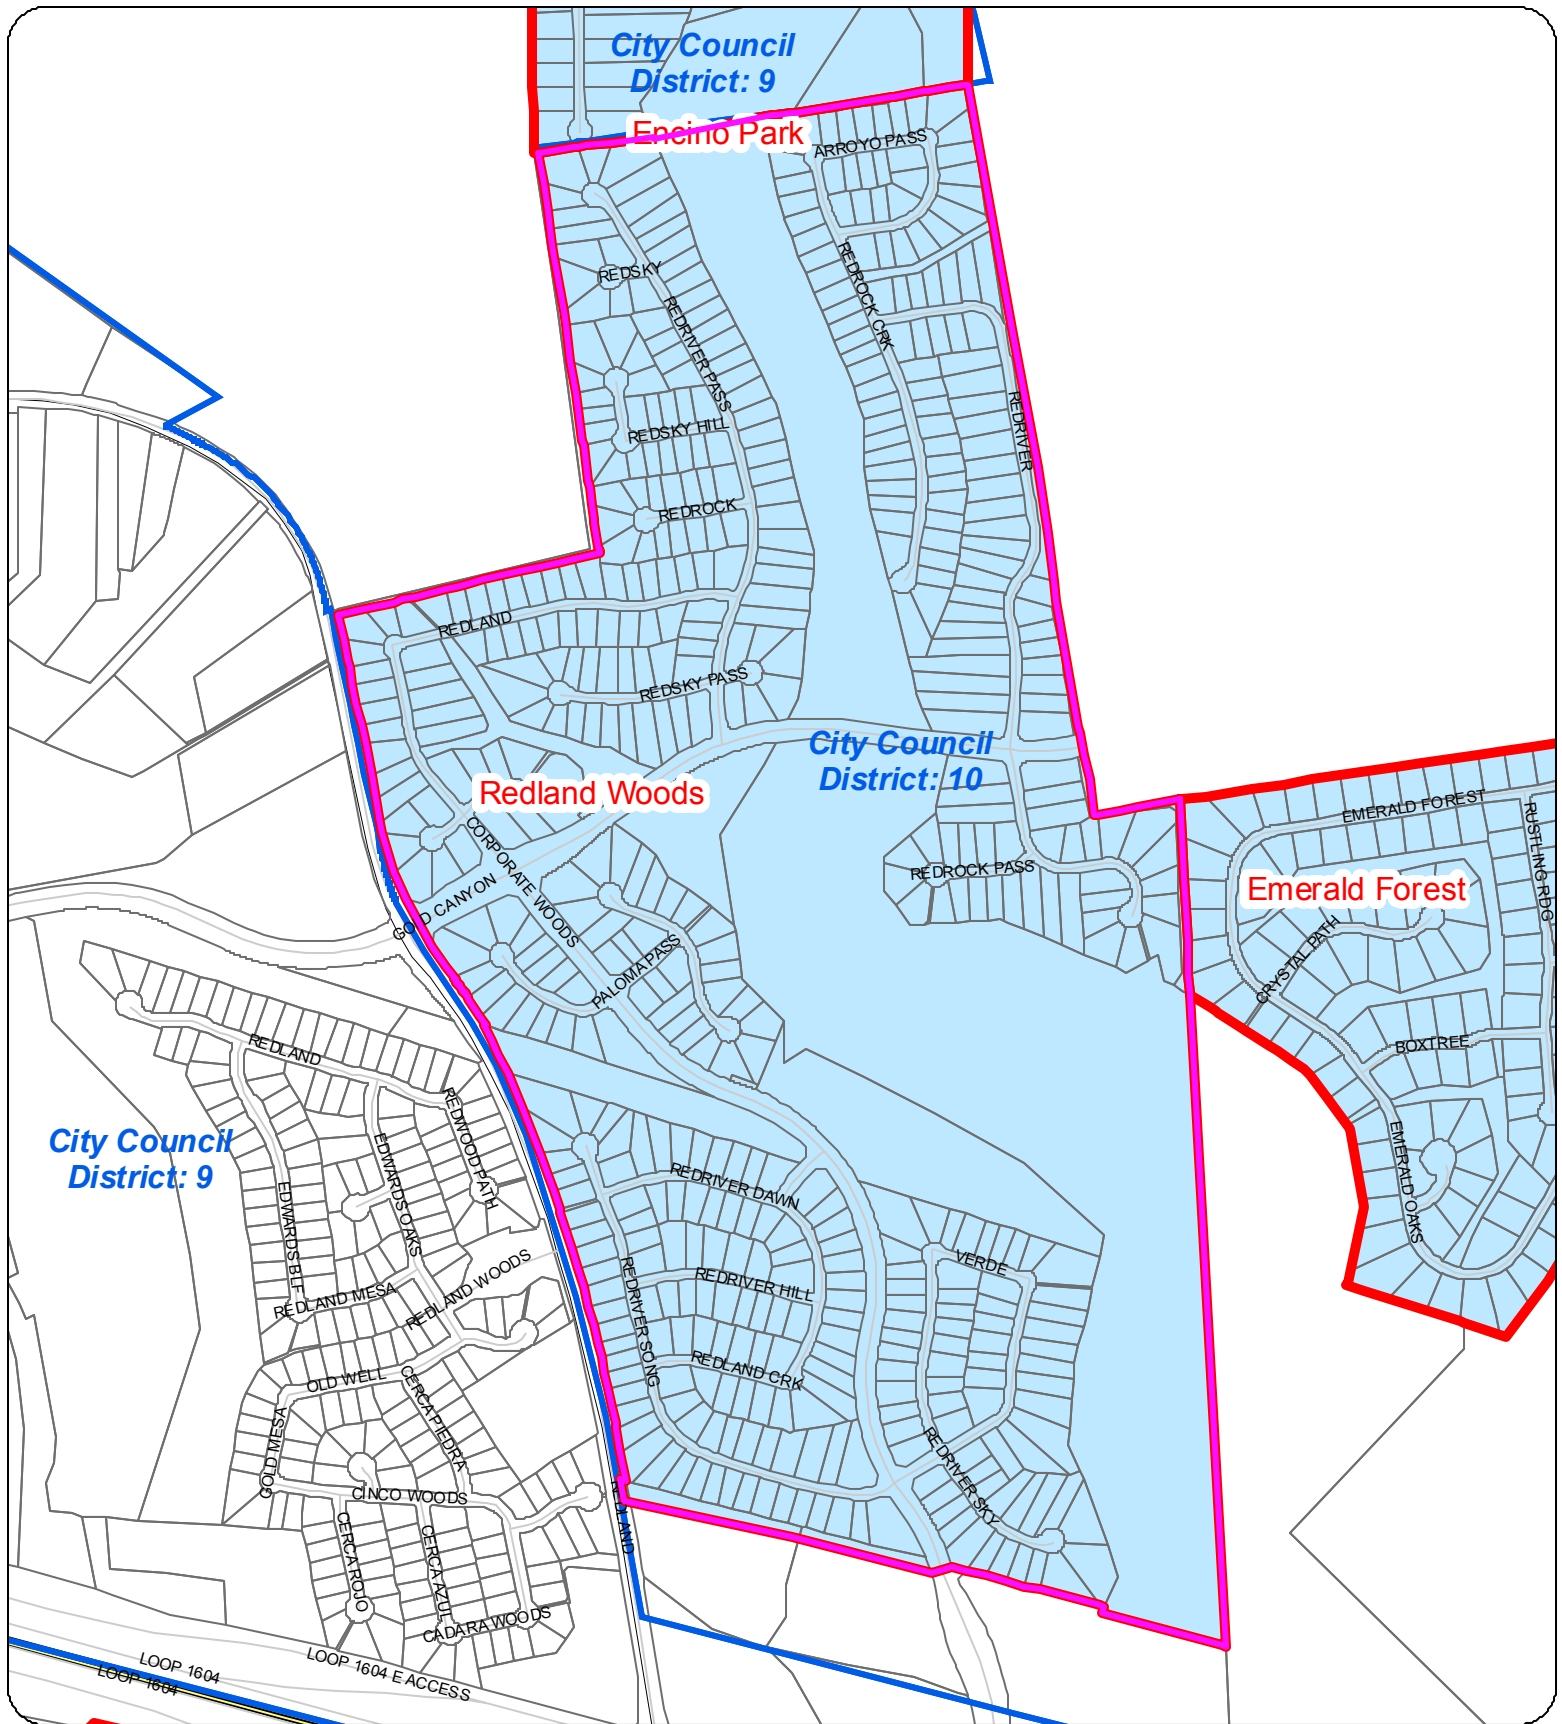 City Council
District: 9
Encino Park
ARROYO PASS
REDSKY
REDROCK CRK
REDRIVER PASS
REDRIVER
REDSKY HILL
REDROCK
REDLAND
REDSKY PASS
City Council
District: 10
Redland Woods
EMERALD FOREST
RUSTLING RDG
CORPORATE WOODS
REDROCK PASS
Emerald Forest
GOLD CANYON
PALOMA PASS
CRYSTAL PATH
REDLAND
BOXTREE
REDWOOD PATH
City Council
District: 9
EDWARDS OAKS
EMERALD OAKS
EDWARDS BLF
REDRIVER DAWN
REDLAND WOODS
VERDE
REDLAND MESA
REDRIVER HILL
REDRIVER SONG
OLD WELL
CERCA PIEDRA
REDLAND CRK
GOLD MESA
REDRIVER SKY
CINCO WOODS
REDLAND
CERCA ROJO
CERCA AZUL
CADARA WOODS
LOOP 1604
LOOP 1604 E ACCESS
LOOP 1604